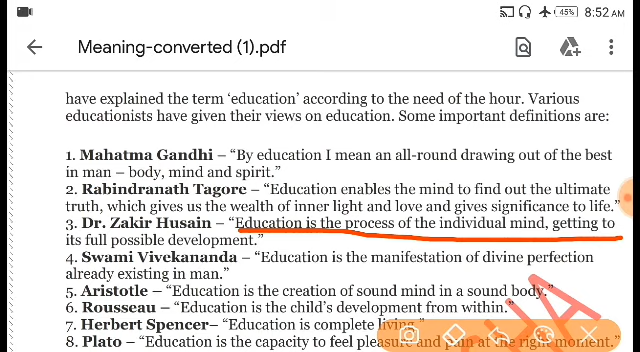 45% 8:52 AM
Meaning-converted (1).pdf
have explained the term ‘education’ according to the need of the hour. Various
educationists have given their views on education. Some important definitions are:
1. Mahatma Gandhi – “By education I mean an all-round drawing out of the best
in man – body, mind and spirit.”
2. Rabindranath Tagore – “Education enables the mind to find out the ultimate
truth, which gives us the wealth of inner light and love and gives significance to life.”
3. Dr. Zakir Husain – “Education is the process of the individual mind, getting to
its full possible development.”
4. Swami Vivekananda – “Education is the manifestation of divine perfection
already existing in man.”
5. Aristotle – “Education is the creation of sound mind in a sound body.”
6. Rousseau – “Education is the child’s development from within.”
7. Herbert Spencer– “Education is complete living.”
8. Plato – “Education is the capacity to feel pleasure and pain at the right moment.”